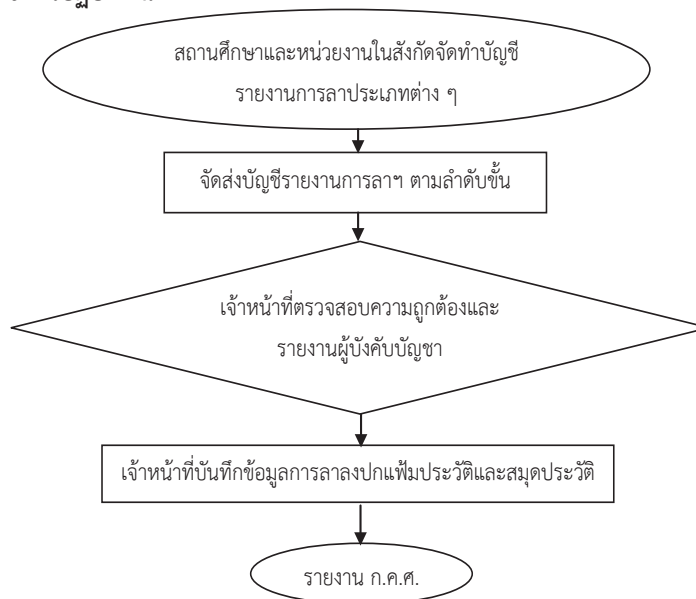 สถานศึกษาและหน่วยงานในสังกัดจัดทำบัญชี
รายงานการลาประเภทต่าง ๆ
จัดส่งบัญชีรายงานการลาฯ ตามลำดับขั้น
เจ้าหน้าที่ตรวจสอบความถูกต้องและ
รายงานผู้บังคับบัญชา
เจ้าหน้าที่บันทึกข้อมูลการลาลงปกแฟ้มประวัติและสมุดประวัติ
รายงาน ก.ค.ศ.